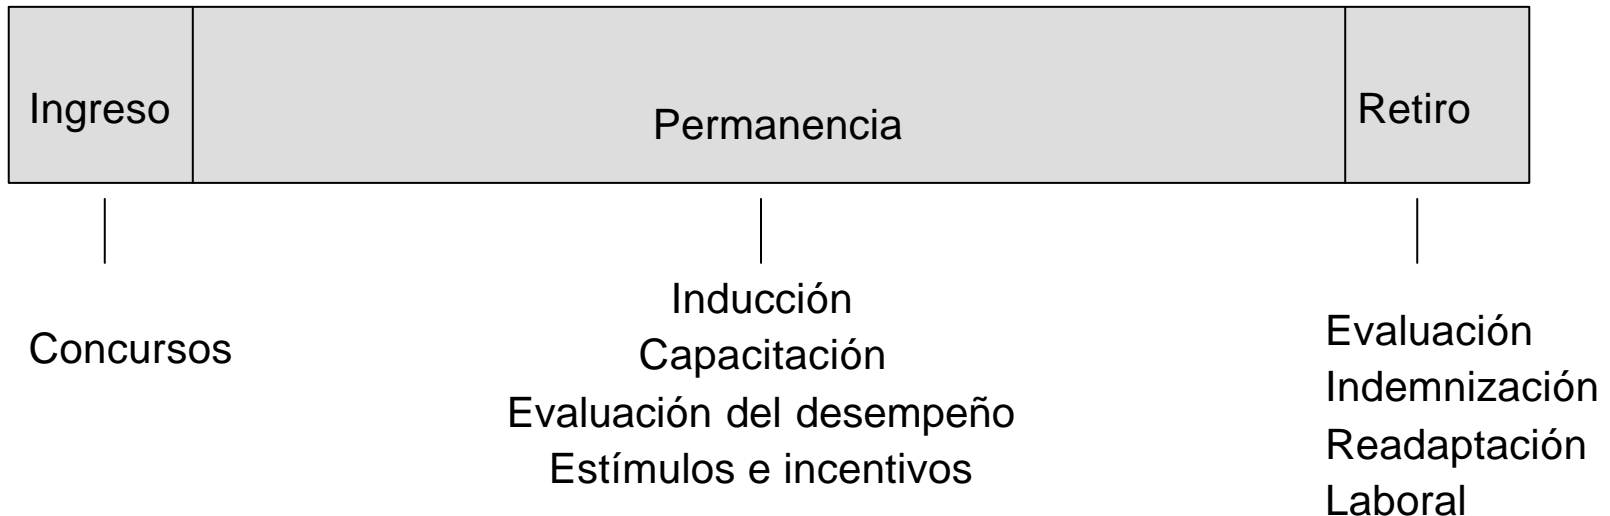 Ingreso
Permanencia
Retiro
Concursos
Inducción
Capacitación
Evaluación del desempeño
Estímulos e incentivos
Evaluación
Indemnización
Readaptación
Laboral